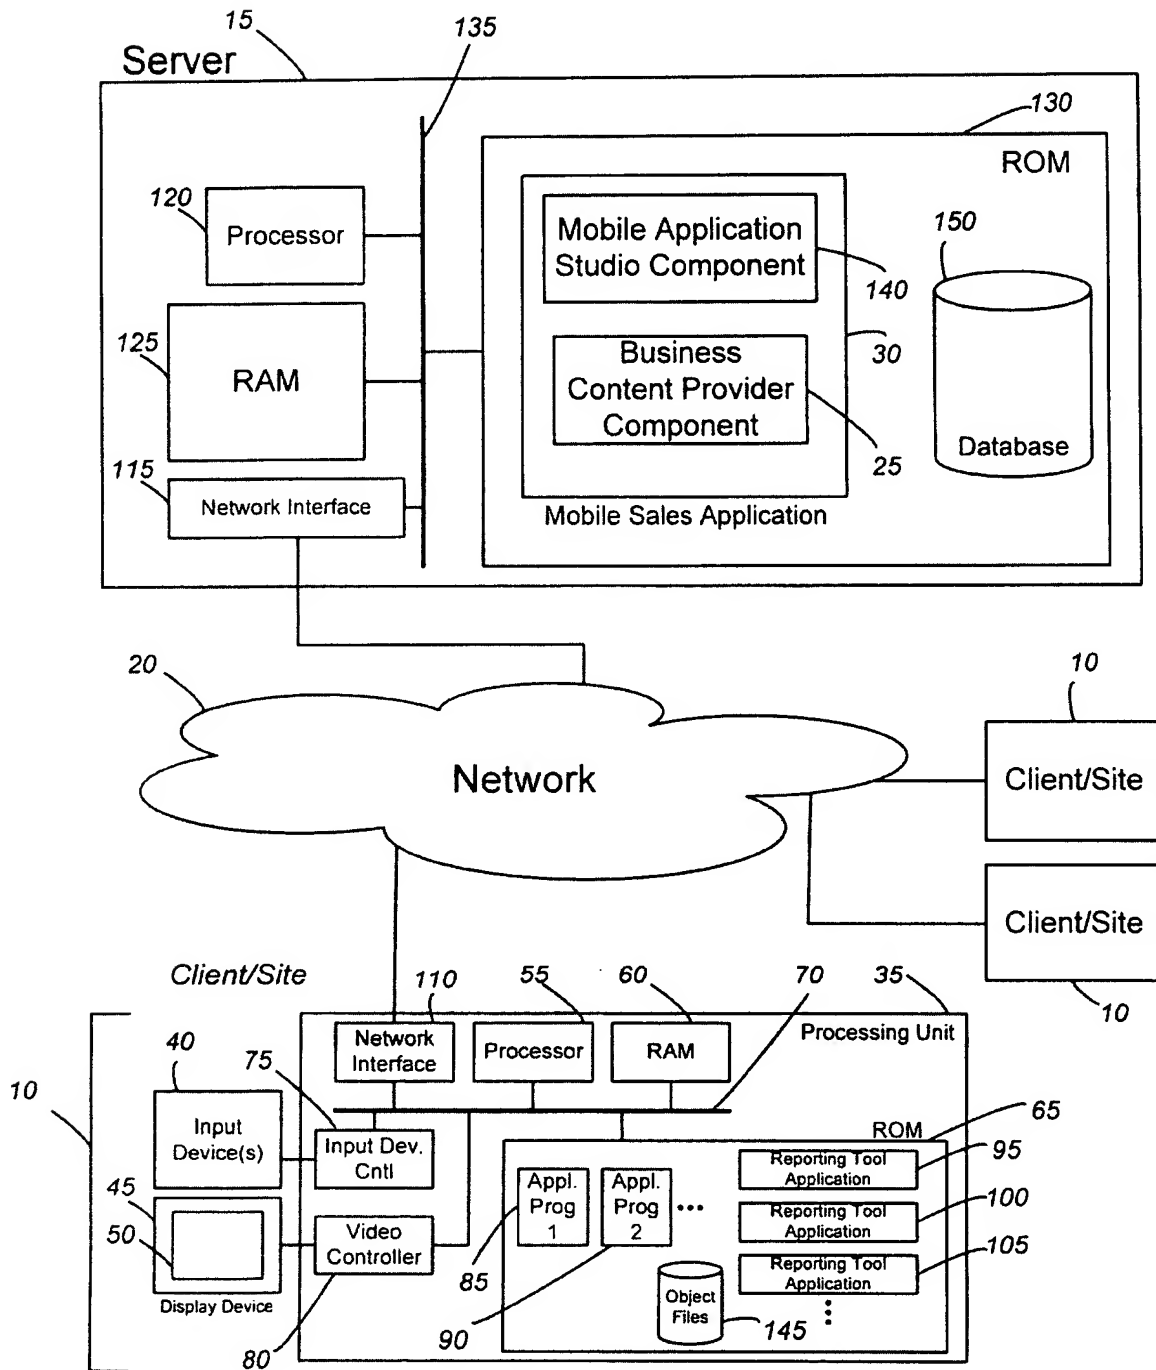 15
135
Server
130
ROM
120
Processor
Mobile Application
Studio Component
150
140
125
RAM
30
Business
Content Provider
Component
115
25
Database
Network Interface
Mobile Sales Application
20
10
Network
Client/Site
Client/Site
10
Client/Site
110
55
60
70
35
Processing Unit
Network
Interface
Processor
RAM
40
75
10
65
Input
Device(s)
Input Dev.
Cntl
ROM
95
Reporting Tool
Application
Appl.
Prog
1
Appl.
Prog
2
•••
100
Reporting Tool
Application
45
50
Video
Controller
105
Reporting Tool
Application
85
Object
Files
Display Device
80
90
145